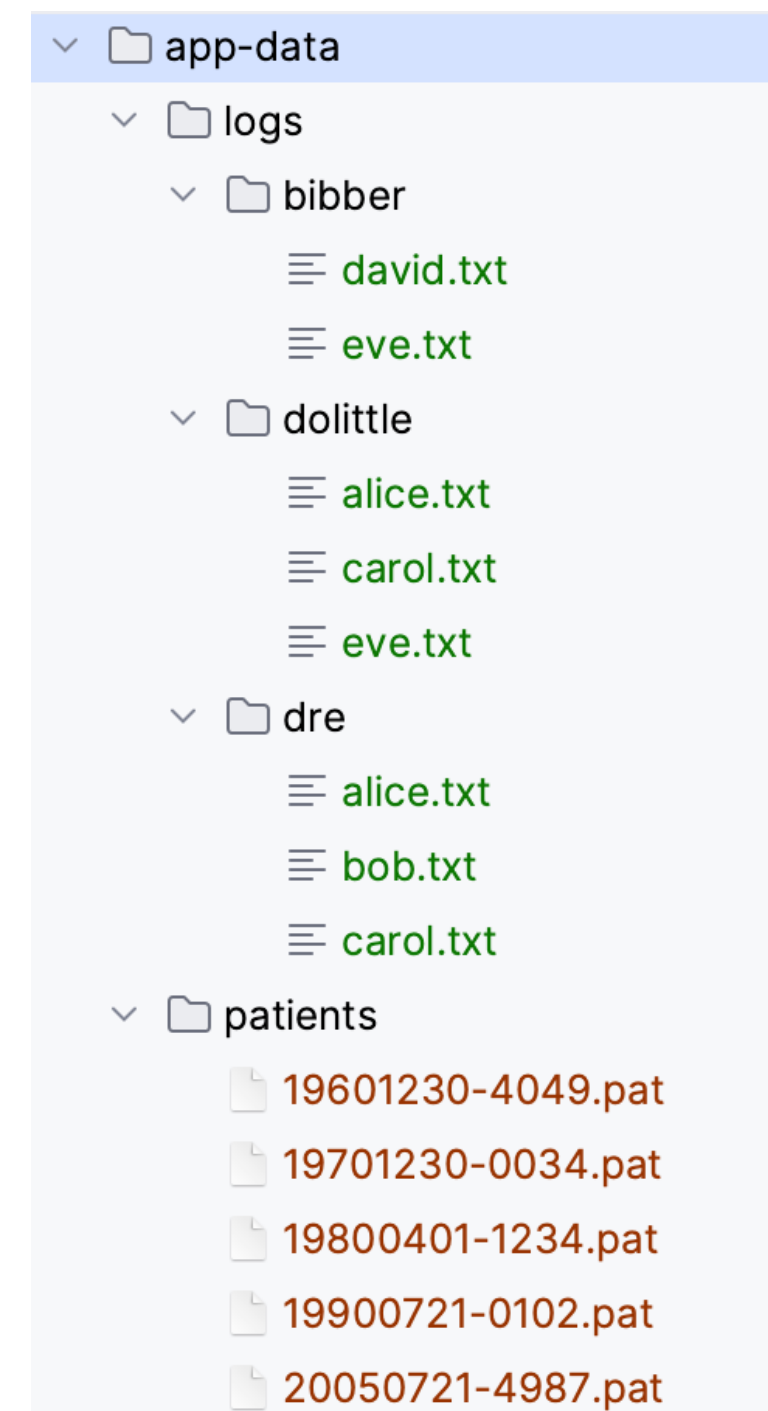 app-data
logs
bibber
david.txt
eve.txt
dolittle
alice.txt
carol.txt
eve.txt
dre
alice.txt
bob.txt
carol.txt
patients
19601230-4049.pat
19701230-0034.pat
19800401-1234.pat
19900721-0102.pat
20050721-4987.pat